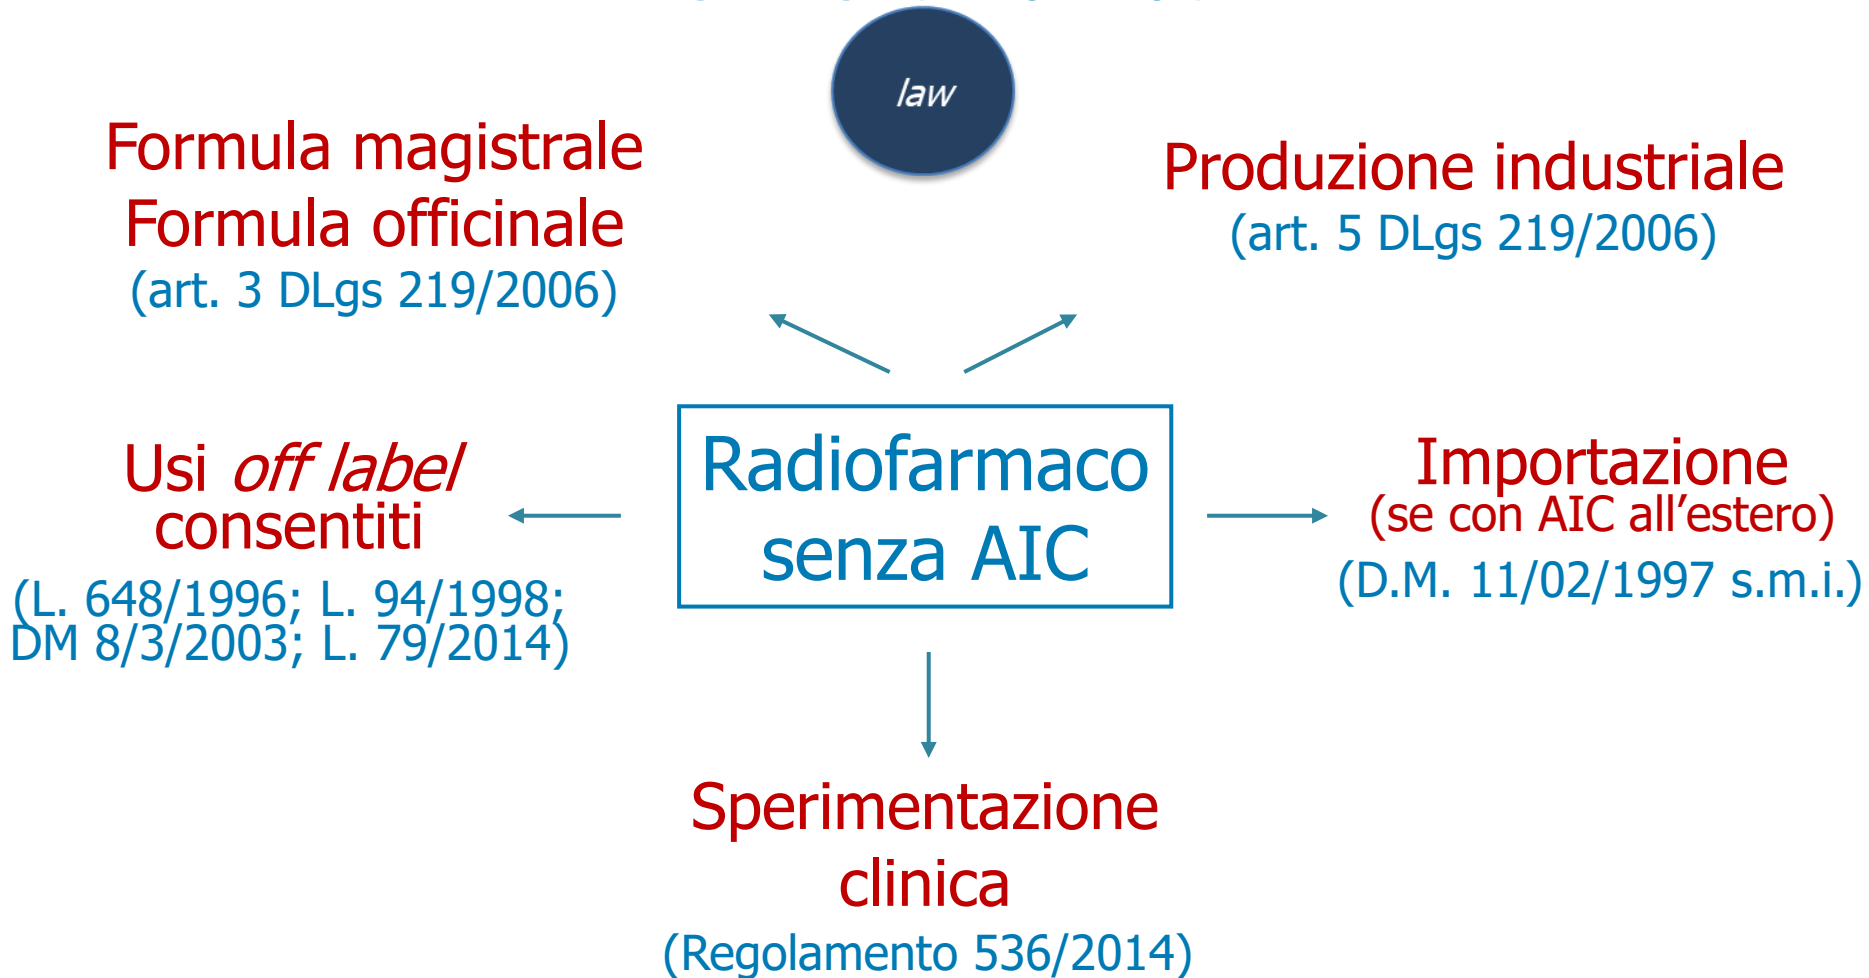 law
Formula magistrale
Formula officinale
(art. 3 DLgs 219/2006)
Produzione industriale
(art. 5 DLgs 219/2006)
Usi off label
consentiti
(L. 648/1996; L. 94/1998;
DM 8/3/2003; L. 79/2014)
Radiofarmaco
senza AIC
Importazione
(se con AIC all’estero)
(D.M. 11/02/1997 s.m.i.)
Sperimentazione
clinica
(Regolamento 536/2014)